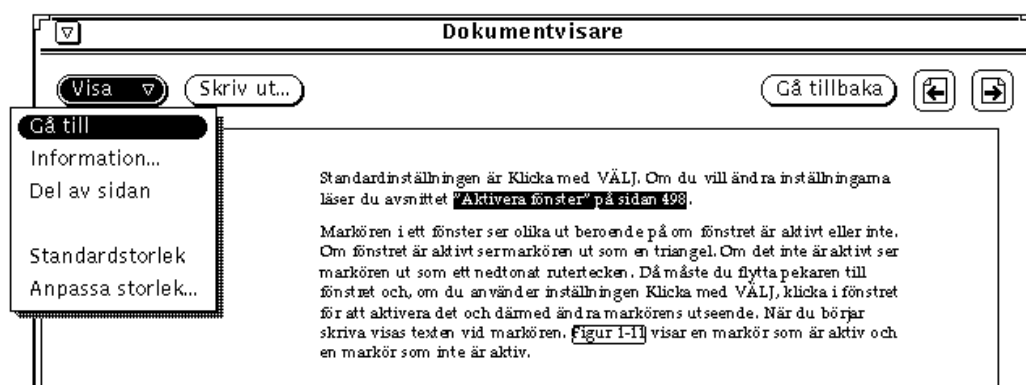 Dokumentvisare
Visa
Skriv ut...
Gå tillbaka
Gå till
Information...
Del av sidan
Standardstorlek
Anpassa storlek...
Standardinställningen är Klicka med VÄLJ. Om du vill ändra inställningarna
läser du avsnittet "Aktivera fönster" på sidan 498.
Markören i ett fönster ser olika ut beroende på om fönstret är aktivt eller inte.
Om fönstret är aktivt ser markören ut som en triangel. Om det inte är aktivt ser
markören ut som ett nedtonat rutertecken. Då måste du flytta pekaren till
fönstret och, om du använder inställningen Klicka med VÄLJ, klicka i fönstret
för att aktivera det och därmed ändra markörens utseende. När du börjar
skriva visas texten vid markören. Figur 1-11 visar en markör som är aktiv och
en markör som inte är aktiv.